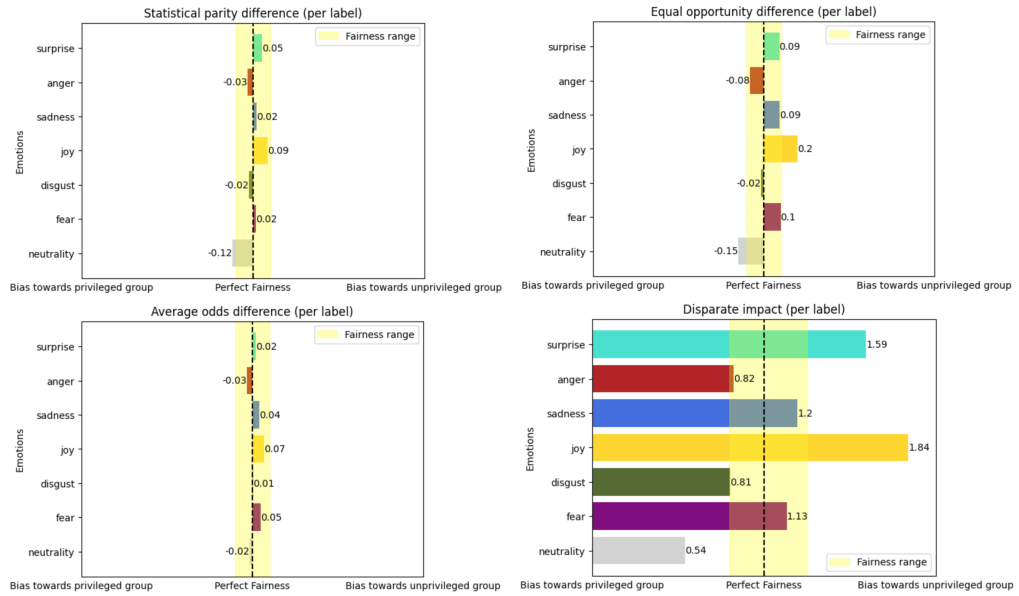 Statistical parity difference (per label)
Fairness range
Emotions
surprise
0.05
anger
-0.03
sadness
0.02
joy
0.09
disgust
-0.02
fear
0.02
neutrality
-0.12
Bias towards privileged group
Perfect Fairness
Bias towards unprivileged group
Equal opportunity difference (per label)
Fairness range
Emotions
surprise
0.09
anger
-0.08
sadness
0.09
joy
0.2
disgust
-0.02
fear
0.1
neutrality
-0.15
Bias towards privileged group
Perfect Fairness
Bias towards unprivileged group
Average odds difference (per label)
Fairness range
Emotions
surprise
0.02
anger
-0.03
sadness
0.04
joy
0.07
disgust
0.01
fear
0.05
neutrality
-0.02
Bias towards privileged group
Perfect Fairness
Bias towards unprivileged group
Disparate impact (per label)
Emotions
surprise
1.59
anger
0.82
sadness
1.2
joy
1.84
disgust
0.81
fear
1.13
neutrality
0.54
Fairness range
Bias towards privileged group
Perfect Fairness
Bias towards unprivileged group